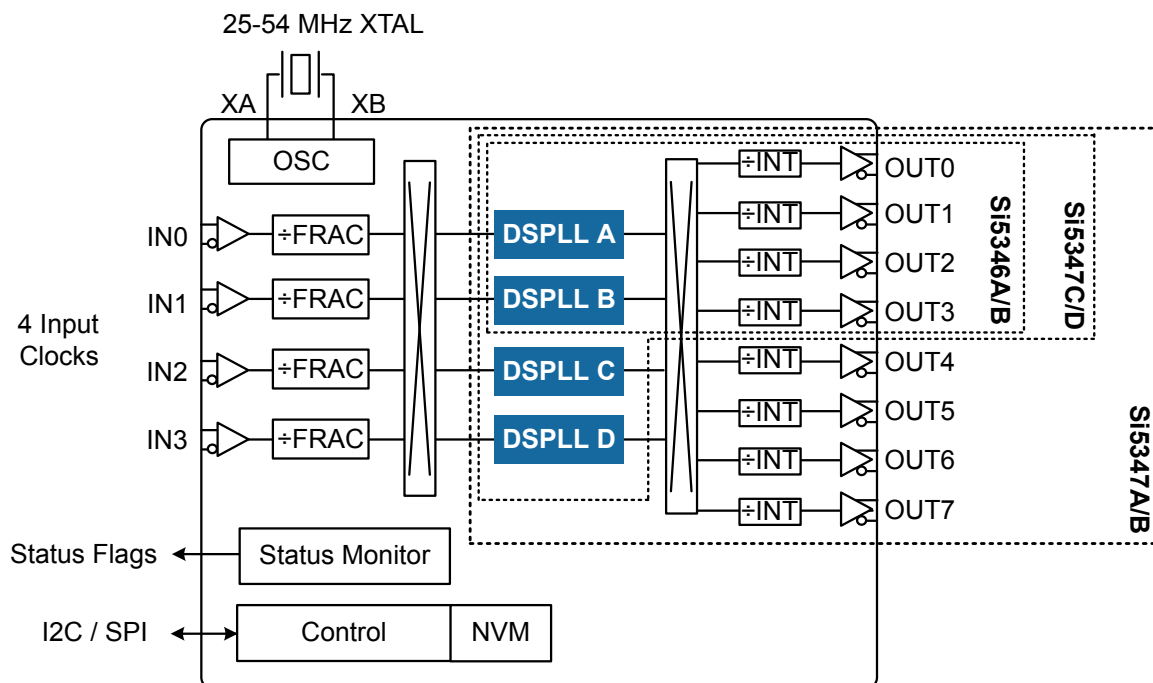 25-54 MHz XTAL
XA
XB
OSC
IN0
÷FRAC
IN1
÷FRAC
IN2
÷FRAC
IN3
÷FRAC
4 Input
Clocks
DSPLL A
DSPLL B
DSPLL C
DSPLL D
÷INT
OUT0
÷INT
OUT1
÷INT
OUT2
÷INT
OUT3
÷INT
OUT4
÷INT
OUT5
÷INT
OUT6
÷INT
OUT7
Si5346A/B
Si5347C/D
Si5347A/B
Status Flags
Status Monitor
I2C / SPI
Control
NVM